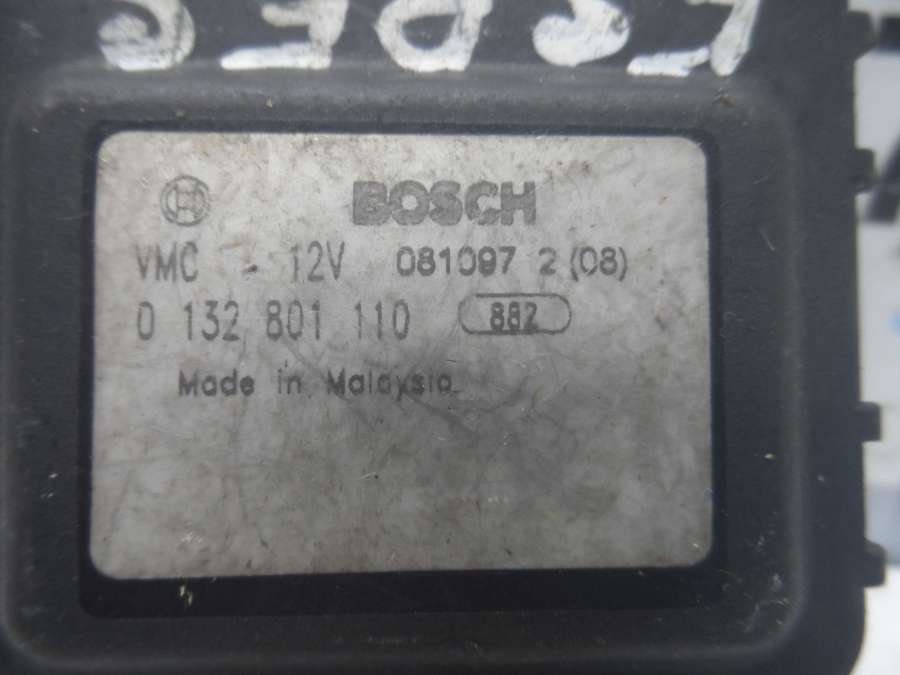 BOSCH
VMC - 12V 081097 2 (08)
0 132 801 110 882
Made in Malaysia